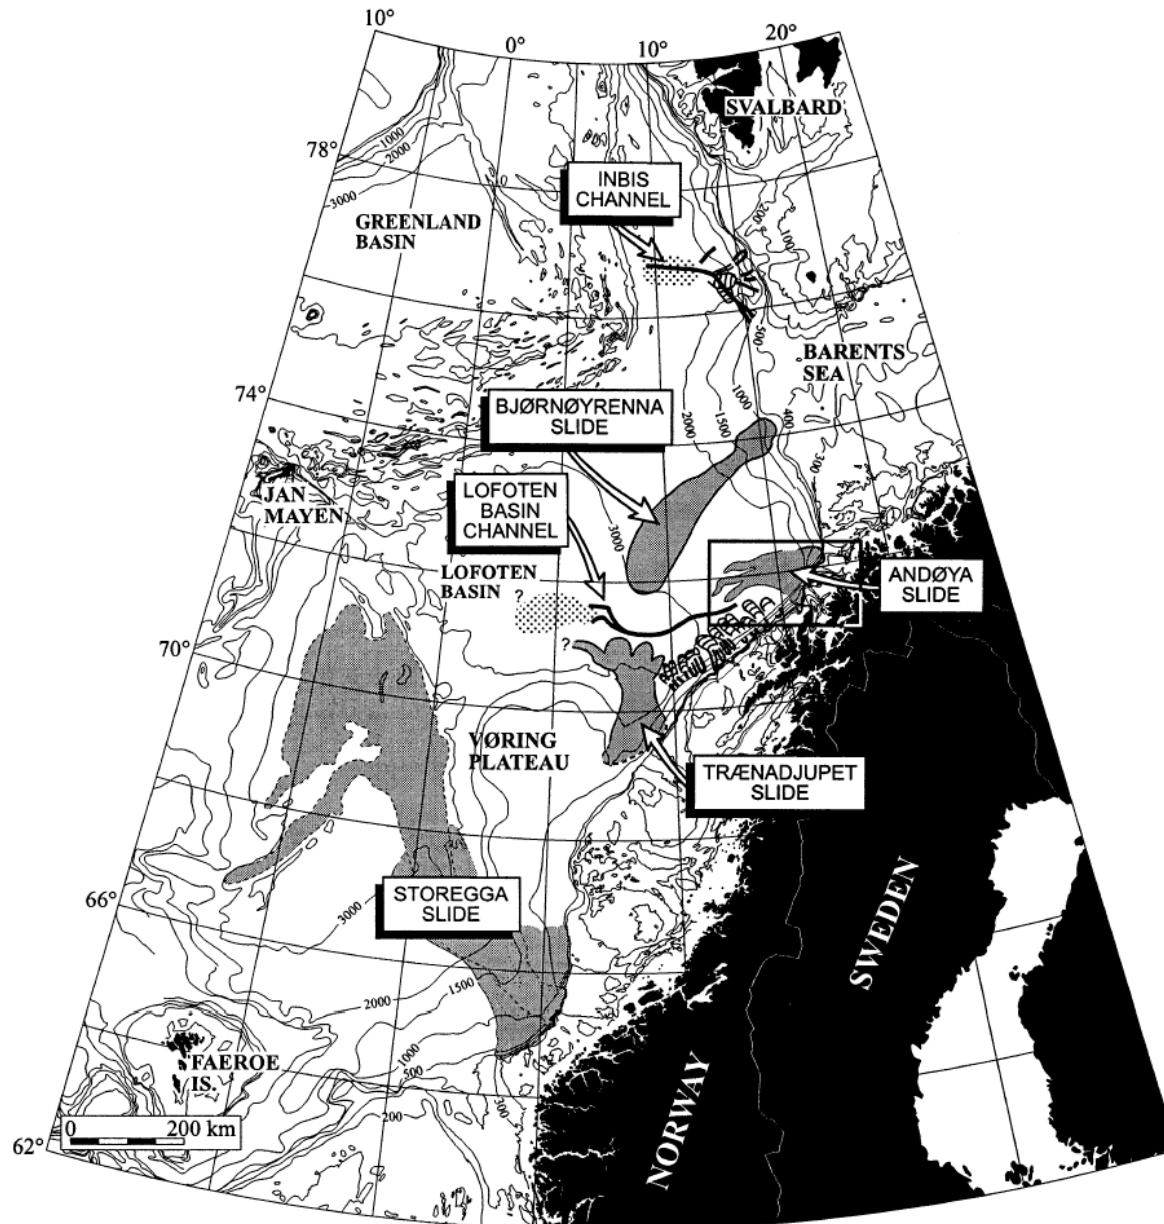 10°
0°
10°
20°
SVALBARD
1000
2000
3000
78°
INBIS
CHANNEL
200
100
GREENLAND
BASIN
500
BARENTS
SEA
74°
BJØRNØYRENNA
SLIDE
1000
1500
2000
400
300
LOFOTEN
BASIN
CHANNEL
JAN
MAYEN
3000
LOFOTEN
BASIN
?
ANDØYA
SLIDE
?
70°
VØRING
PLATEAU
TRÆNADJUPET
SLIDE
STOREGGA
SLIDE
3000
66°
SWEDEN
2000
1500
1000
500
200
300
FAEROE
IS.
NORWAY
0 200 km
62°